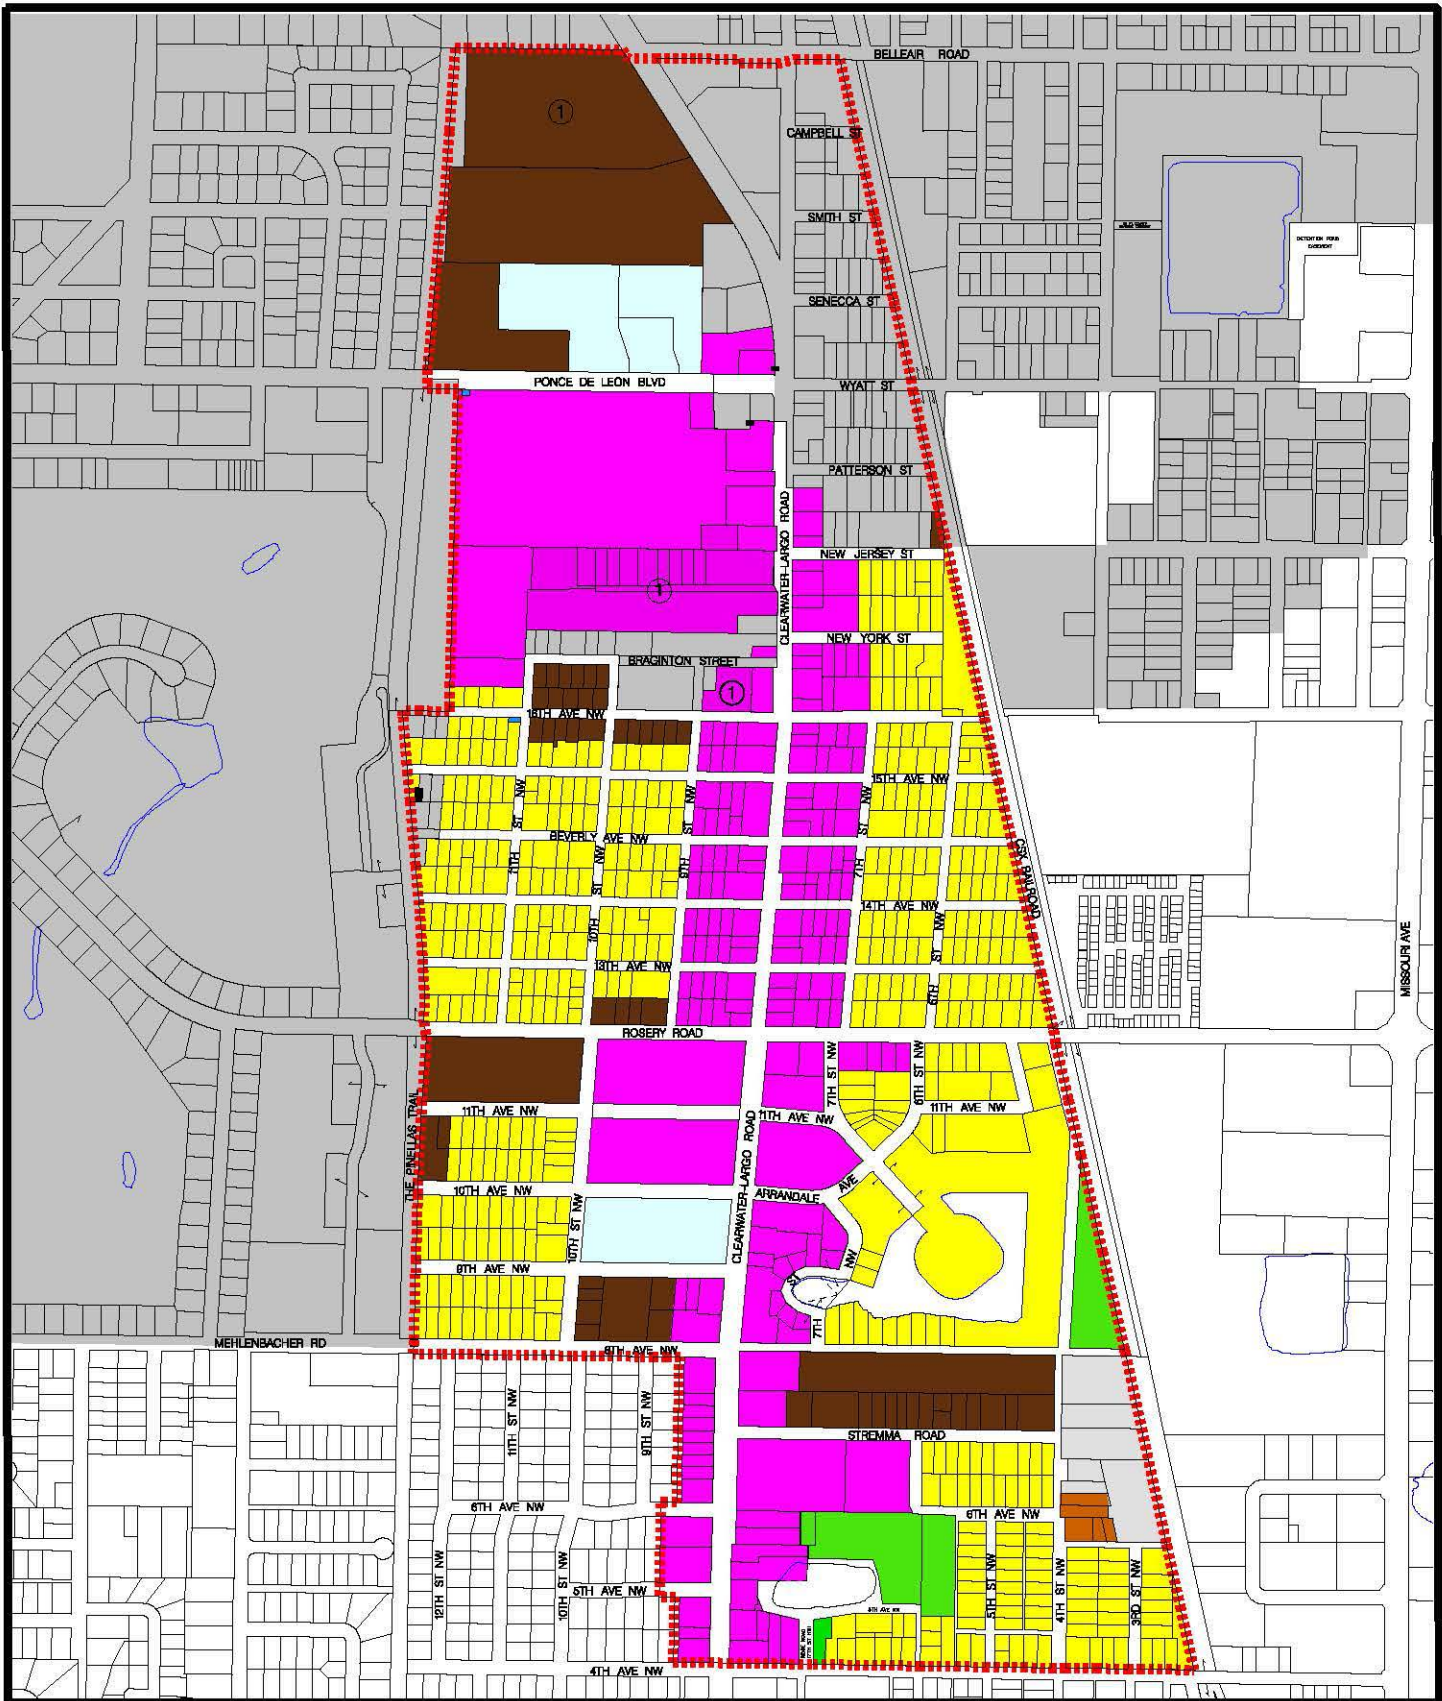 BELLEAIR ROAD
1
CAMPBELL ST
SMITH ST
DETENTION POND
EASEMENT
SENECCA ST
PONCE DE LEON BLVD
WYATT ST
PATTERSON ST
CLEARWATER-LARGO ROAD
NEW JERSEY ST
1
NEW YORK ST
BRAGINTON STREET
1
16TH AVE NW
15TH AVE NW
11TH ST NW
9TH ST NW
7TH ST NW
BEVERLY AVE NW
10TH ST NW
CSX RAILROAD
14TH AVE NW
6TH ST NW
MISSOURI AVE
13TH AVE NW
ROSERY ROAD
7TH ST NW
6TH ST NW
THE PINELLAS TRAIL
11TH AVE NW
11TH AVE NW
11TH AVE NW
CLEARWATER-LARGO ROAD
10TH AVE NW
ARRANDALE AVE
10TH ST NW
9TH AVE NW
7TH ST NW
MEHLENBACHER RD
8TH AVE NW
11TH ST NW
9TH ST NW
STREMMA ROAD
6TH AVE NW
6TH AVE NW
12TH ST NW
10TH ST NW
5TH AVE NW
5TH ST NW
4TH ST NW
3RD ST NW
5TH AVE NW
4TH AVE NW